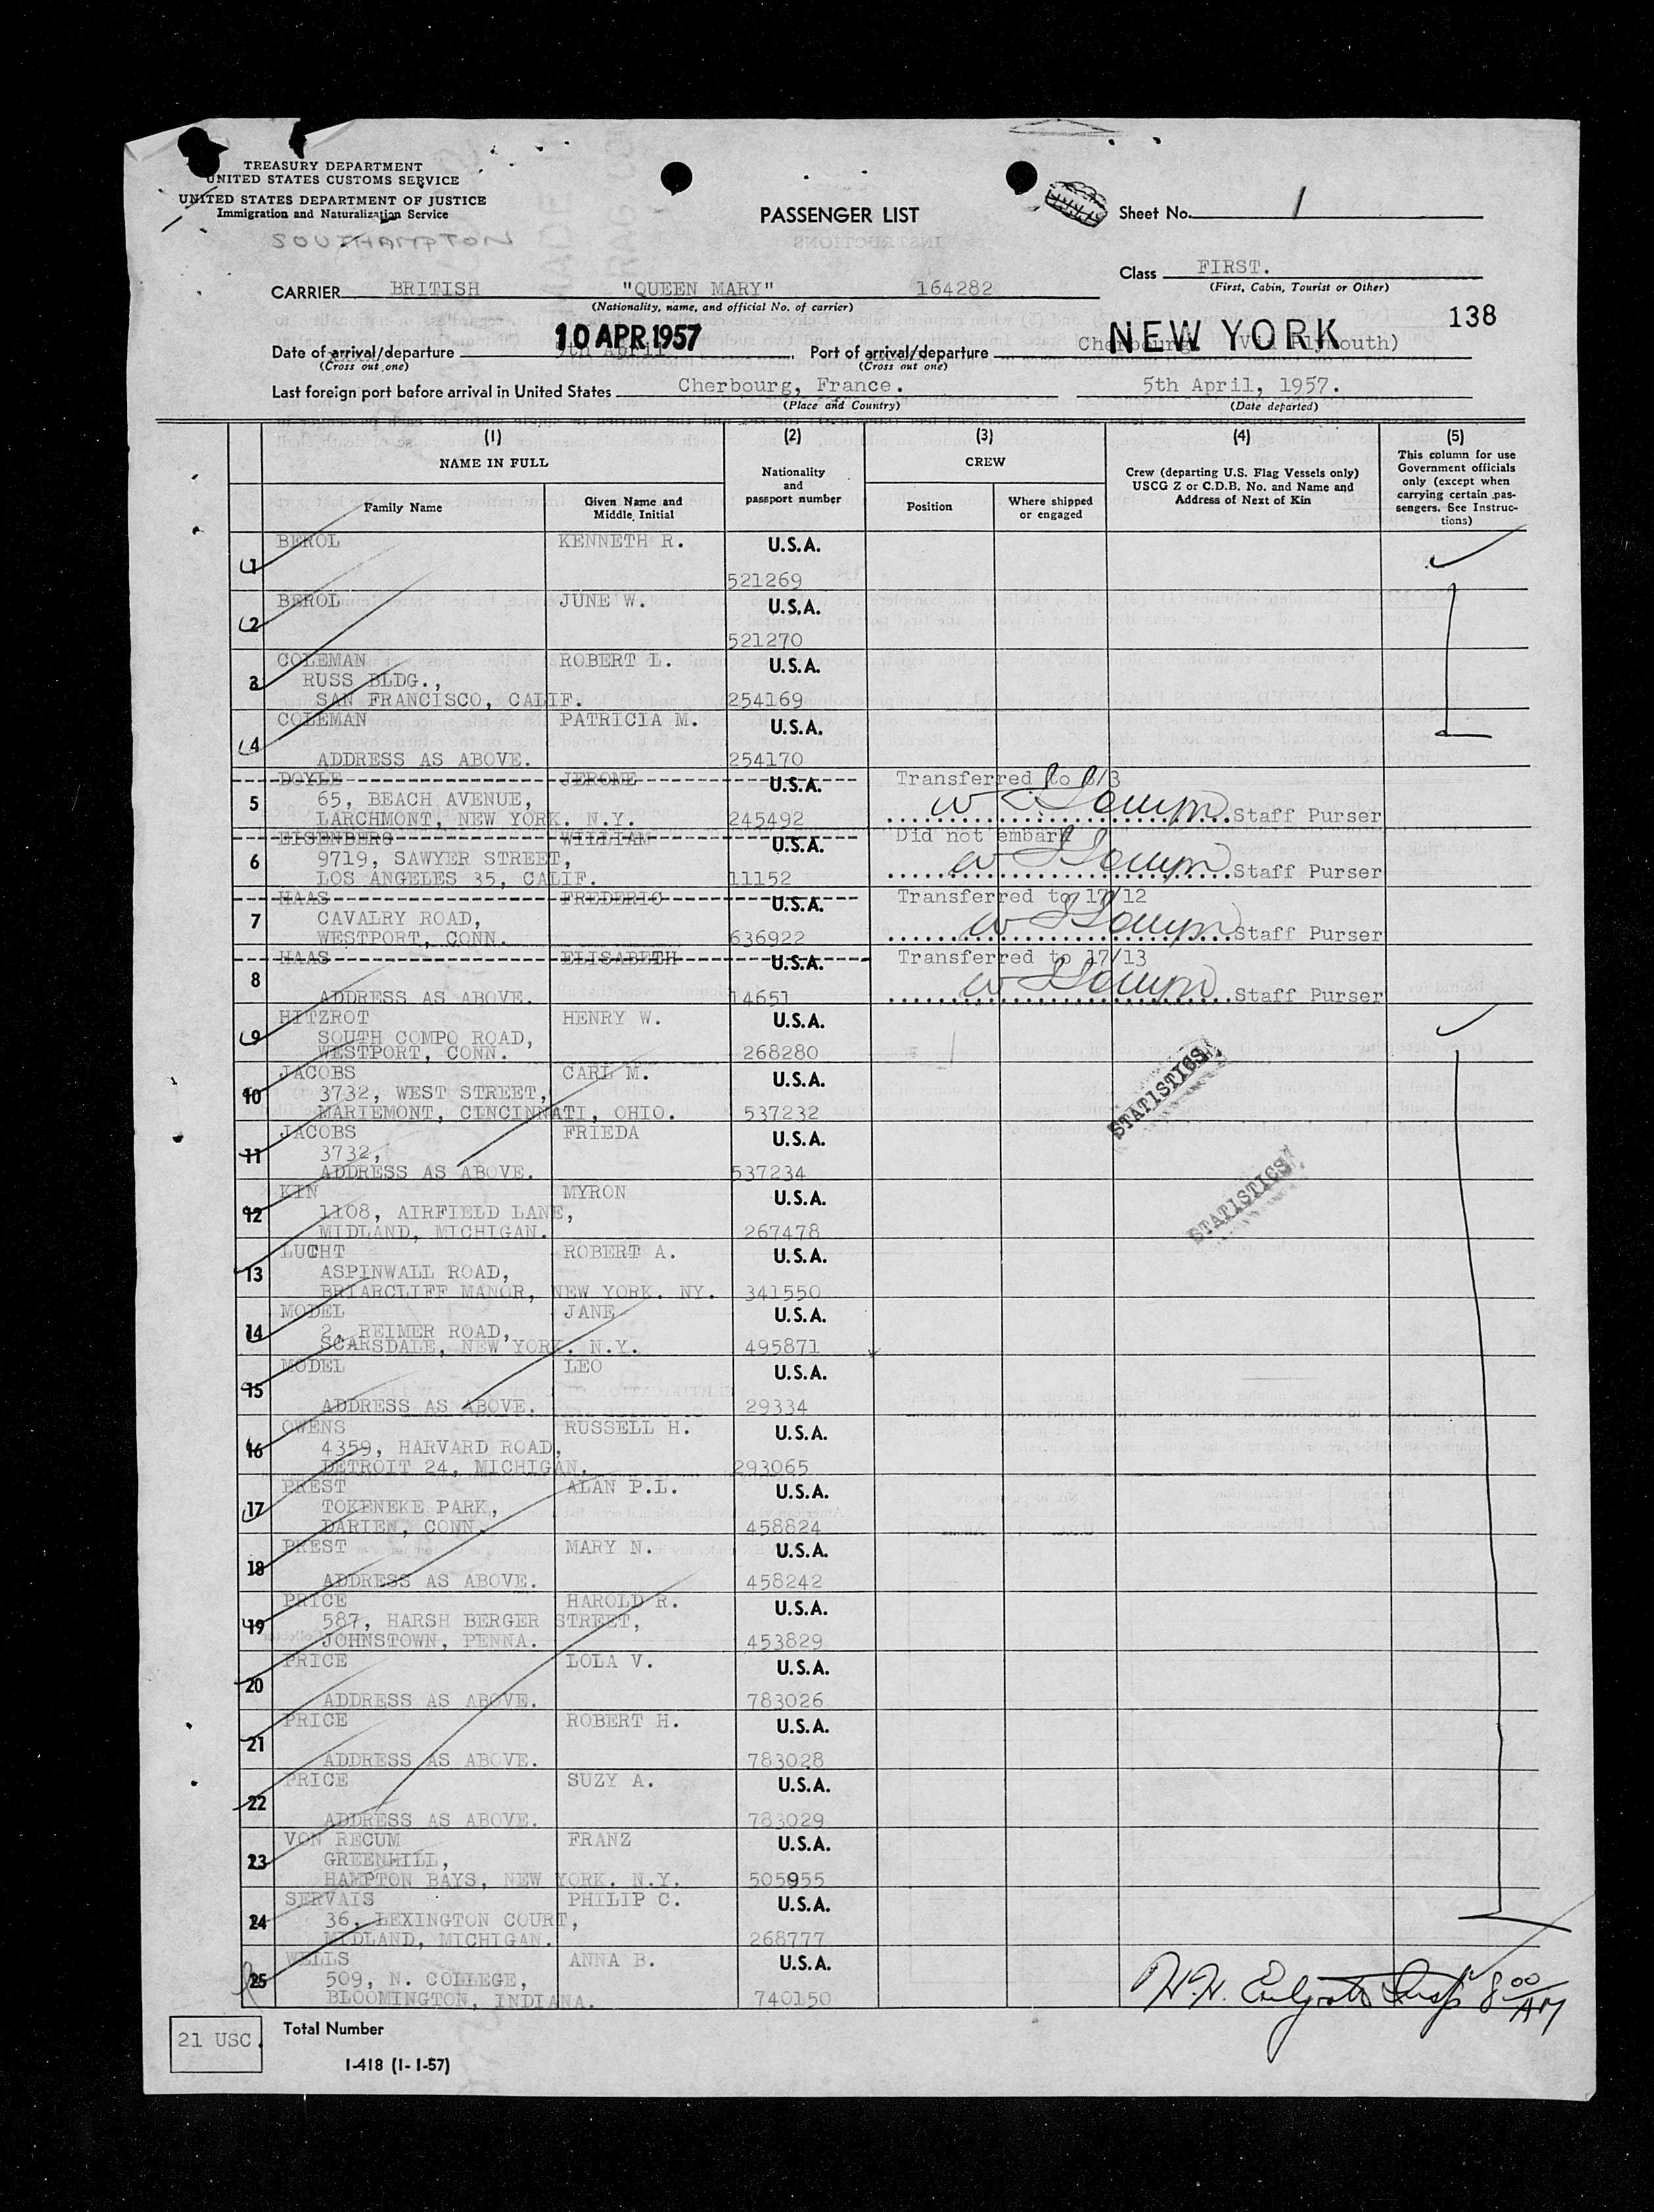 TREASURY DEPARTMENT
UNITED STATES CUSTOMS SERVICE
UNITED STATES DEPARTMENT OF JUSTICE
Immigration and Naturalization Service
SOUTHAMPTON
PASSENGER LIST
Sheet No. 1
Class FIRST.
(First, Cabin, Tourist or Other)
CARRIER BRITISH "QUEEN MARY" 164282
(Nationality, name, and official No. of carrier)
138
Date of arrival/departure 10 APR 1957
(Cross out one)
Port of arrival/departure NEW YORK
(Cross out one)
Last foreign port before arrival in United States Cherbourg, France. 5th April, 1957.
(Place and Country) (Date departed)
(1) (2) (3) (4) (5)
NAME IN FULL
Family Name
Given Name and Middle Initial
Nationality and passport number
CREW
Position
Where shipped or engaged
Crew (departing U.S. Flag Vessels only) USCG Z or C.D.B. No. and Name and Address of Next of Kin
This column for use Government officials only (except when carrying certain passengers. See Instructions)
1 BEROL KENNETH R. U.S.A.
521269
2 BEROL JUNE W. U.S.A.
521270
3 COLEMAN ROBERT L. U.S.A.
RUSS BLDG.,
SAN FRANCISCO, CALIF. 254169
4 COLEMAN PATRICIA M. U.S.A.
ADDRESS AS ABOVE. 254170
5 DOYLE JEROME U.S.A. Transferred to
65, BEACH AVENUE,
LARCHMONT, NEW YORK. N.Y. 245492 Staff Purser
6 EISENBERG WILLIAM U.S.A. Did not embark
9719, SAWYER STREET,
LOS ANGELES 35, CALIF. 11152 Staff Purser
7 HAAS FREDERIC U.S.A. Transferred to 17/12
CAVALRY ROAD,
WESTPORT, CONN. 636922 Staff Purser
8 HAAS ELISABETH U.S.A. Transferred to 17/13
ADDRESS AS ABOVE. 14651 Staff Purser
9 HITZROT HENRY W. U.S.A.
SOUTH COMPO ROAD,
WESTPORT, CONN. 268280
10 JACOBS CARL M. U.S.A.
3732, WEST STREET,
MARIEMONT, CINCINNATI, OHIO. 537232
STATISTICS
11 JACOBS FRIEDA U.S.A.
3732,
ADDRESS AS ABOVE. 537234
12 KIN MYRON U.S.A.
1108, AIRFIELD LANE,
MIDLAND, MICHIGAN. 267478
STATISTICS
13 LUCHT ROBERT A. U.S.A.
ASPINWALL ROAD,
BRIARCLIFF MANOR, NEW YORK. NY. 341550
14 MODEL JANE U.S.A.
2, REIMER ROAD,
SCARSDALE, NEW YORK. N.Y. 495871
15 MODEL LEO U.S.A.
ADDRESS AS ABOVE. 29334
16 OWENS RUSSELL H. U.S.A.
4359, HARVARD ROAD,
DETROIT 24, MICHIGAN. 293065
17 PREST ALAN P.L. U.S.A.
TOKENEKE PARK,
DARIEN, CONN. 458824
18 PREST MARY N. U.S.A.
ADDRESS AS ABOVE. 458242
19 PRICE HAROLD R. U.S.A.
587, HARSH BERGER STREET,
JOHNSTOWN, PENNA. 453829
20 PRICE LOLA V. U.S.A.
ADDRESS AS ABOVE. 783026
21 PRICE ROBERT H. U.S.A.
ADDRESS AS ABOVE. 783028
22 PRICE SUZY A. U.S.A.
ADDRESS AS ABOVE. 783029
23 VON RECUM FRANZ U.S.A.
GREENHILL,
HAMPTON BAYS, NEW YORK. N.Y. 505955
24 SERVAIS PHILIP C. U.S.A.
36, LEXINGTON COURT,
MIDLAND, MICHIGAN. 268777
25 WELLS ANNA B. U.S.A.
509, N. COLLEGE,
BLOOMINGTON, INDIANA. 740150
8 00 AM
21 USC.
Total Number
I-418 (1-1-57)